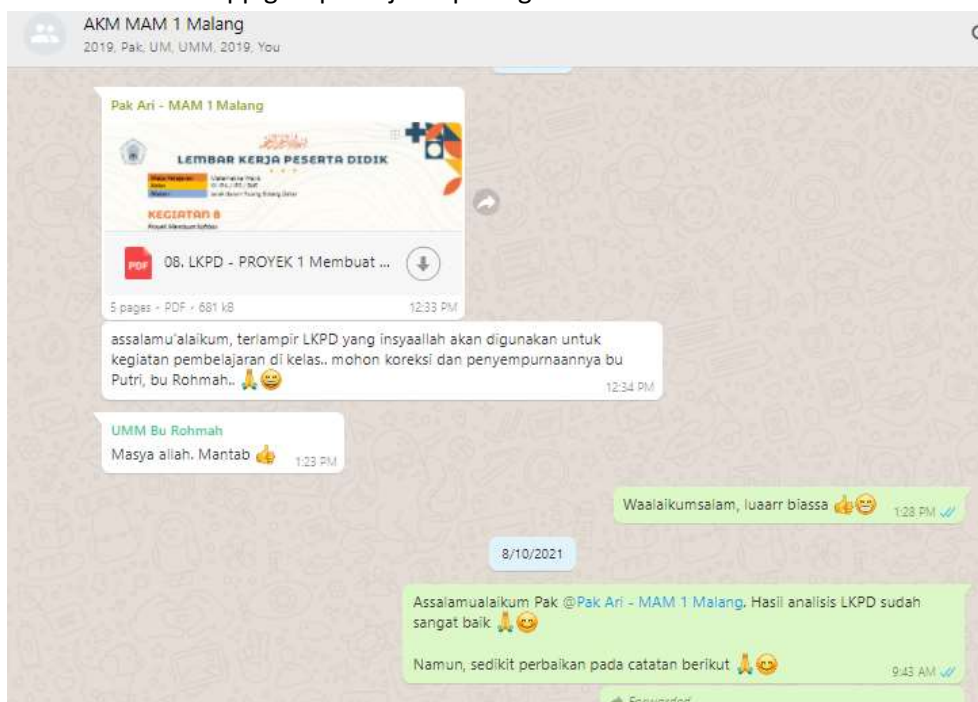 AKM MAM 1 Malang
2019, Pak, UM, UMM, 2019, You
Pak Ari - MAM 1 Malang
LEMBAR KERJA PESERTA DIDIK
KEGIATAN 8
PDF
08. LKPD - PROYEK 1 Membuat ...
5 pages • PDF • 681 kB
12:33 PM
assalamu'alaikum, terlampir LKPD yang insyaallah akan digunakan untuk
kegiatan pembelajaran di kelas.. mohon koreksi dan penyempurnaannya bu
Putri, bu Rohmah.. 🙏😄
12:34 PM
UMM Bu Rohmah
Masya allah. Mantab 👍 1:23 PM
Waalaikumsalam, luaarr biassa 👍😁 1:28 PM
8/10/2021
Assalamualaikum Pak @Pak Ari - MAM 1 Malang. Hasil analisis LKPD sudah
sangat baik 🙏😊
Namun, sedikit perbaikan pada catatan berikut 🙏😊 9:43 AM